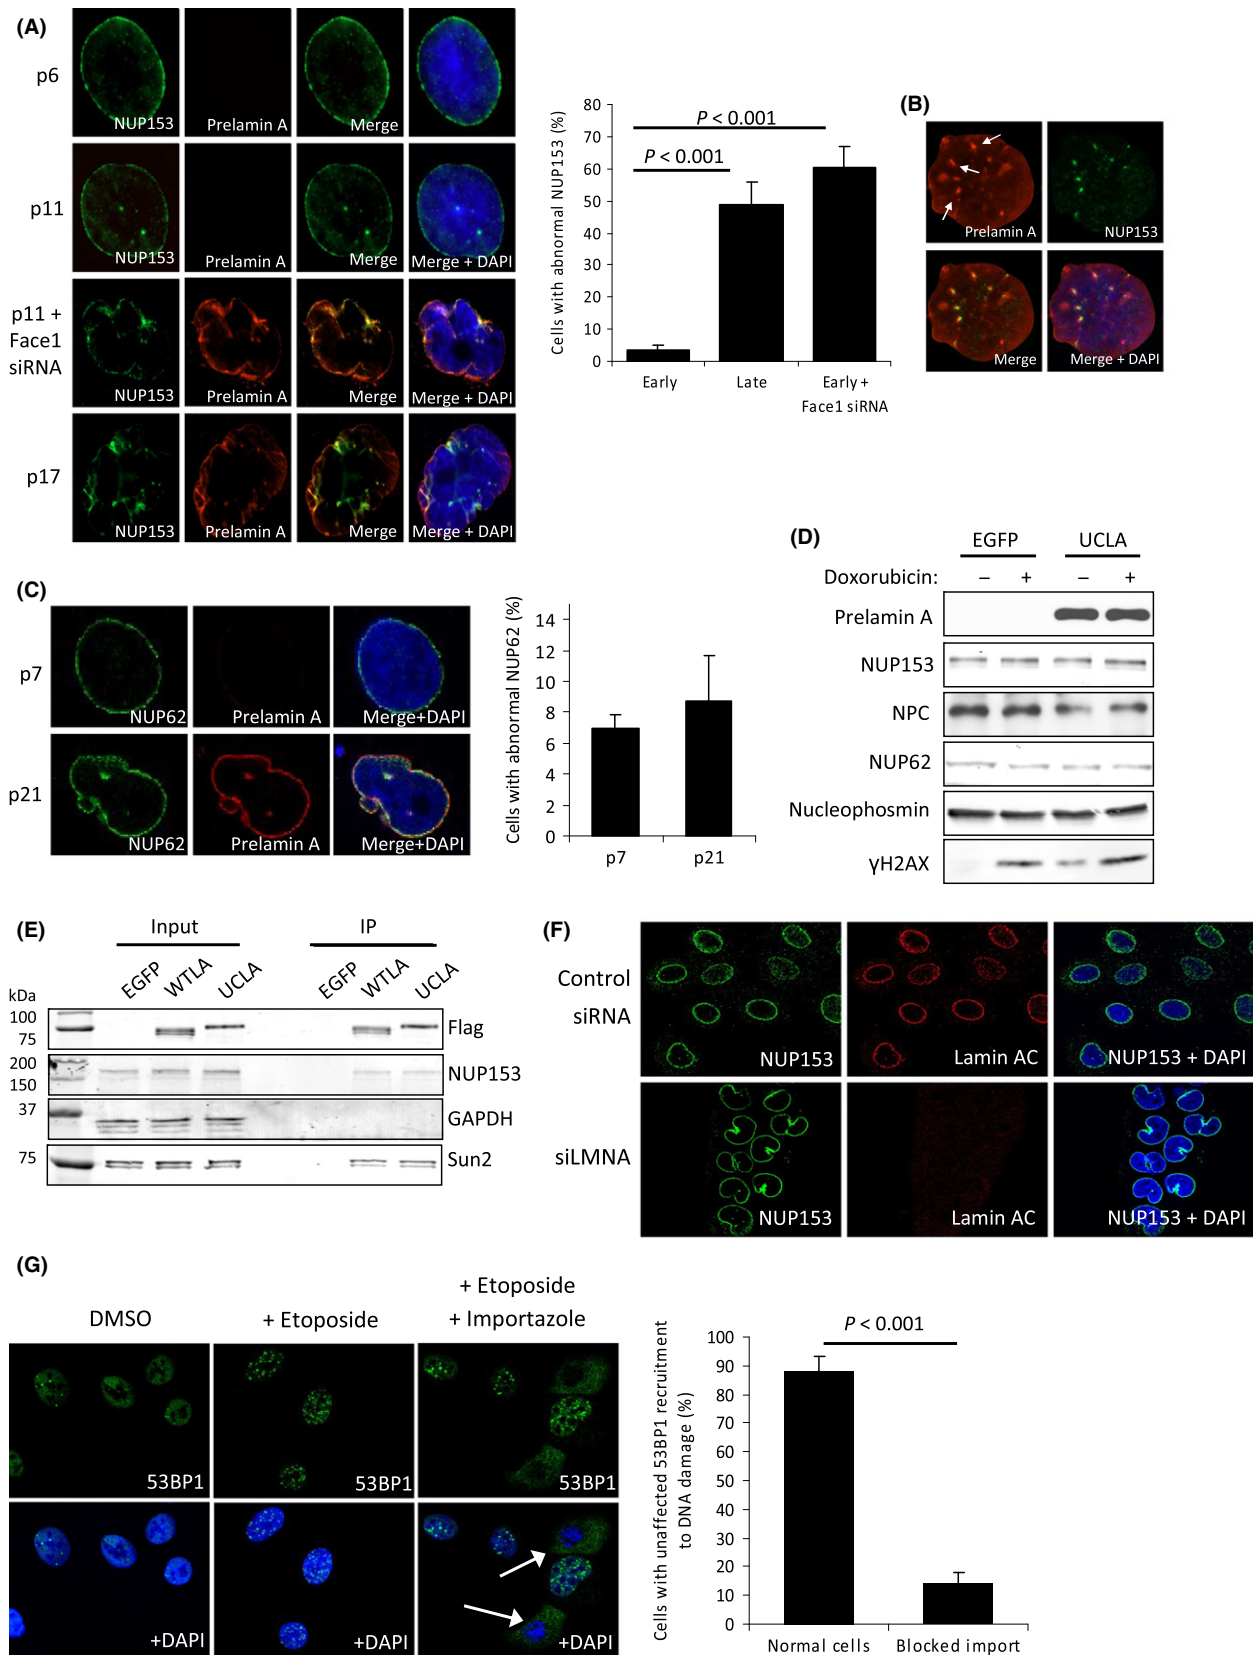 (A)
p6
NUP153
Prelamin A
Merge
p11
NUP153
Prelamin A
Merge
Merge + DAPI
p11 +
Face1
siRNA
NUP153
Prelamin A
Merge
Merge + DAPI
p17
NUP153
Prelamin A
Merge
Merge + DAPI
Cells with abnormal NUP153 (%)
80
70
60
50
40
30
20
10
0
P < 0.001
P < 0.001
Early
Late
Early +
Face1 siRNA
(B)
Prelamin A
NUP153
Merge
Merge + DAPI
(C)
p7
NUP62
Prelamin A
Merge+DAPI
p21
NUP62
Prelamin A
Merge+DAPI
Cells with abnormal NUP62 (%)
14
12
10
8
6
4
2
0
p7
p21
(D)
EGFP
UCLA
Doxorubicin:
– + – +
Prelamin A
NUP153
NPC
NUP62
Nucleophosmin
γH2AX
(E)
Input
IP
EGFP WTLA UCLA
EGFP WTLA UCLA
kDa
100
75
Flag
200
150
NUP153
37
GAPDH
75
Sun2
(F)
Control
siRNA
NUP153
Lamin AC
NUP153 + DAPI
siLMNA
NUP153
Lamin AC
NUP153 + DAPI
(G)
DMSO
+ Etoposide
+ Etoposide
+ Importazole
53BP1
53BP1
53BP1
+DAPI
+DAPI
+DAPI
Cells with unaffected 53BP1 recruitment
to DNA damage (%)
100
90
80
70
60
50
40
30
20
10
0
P < 0.001
Normal cells
Blocked import